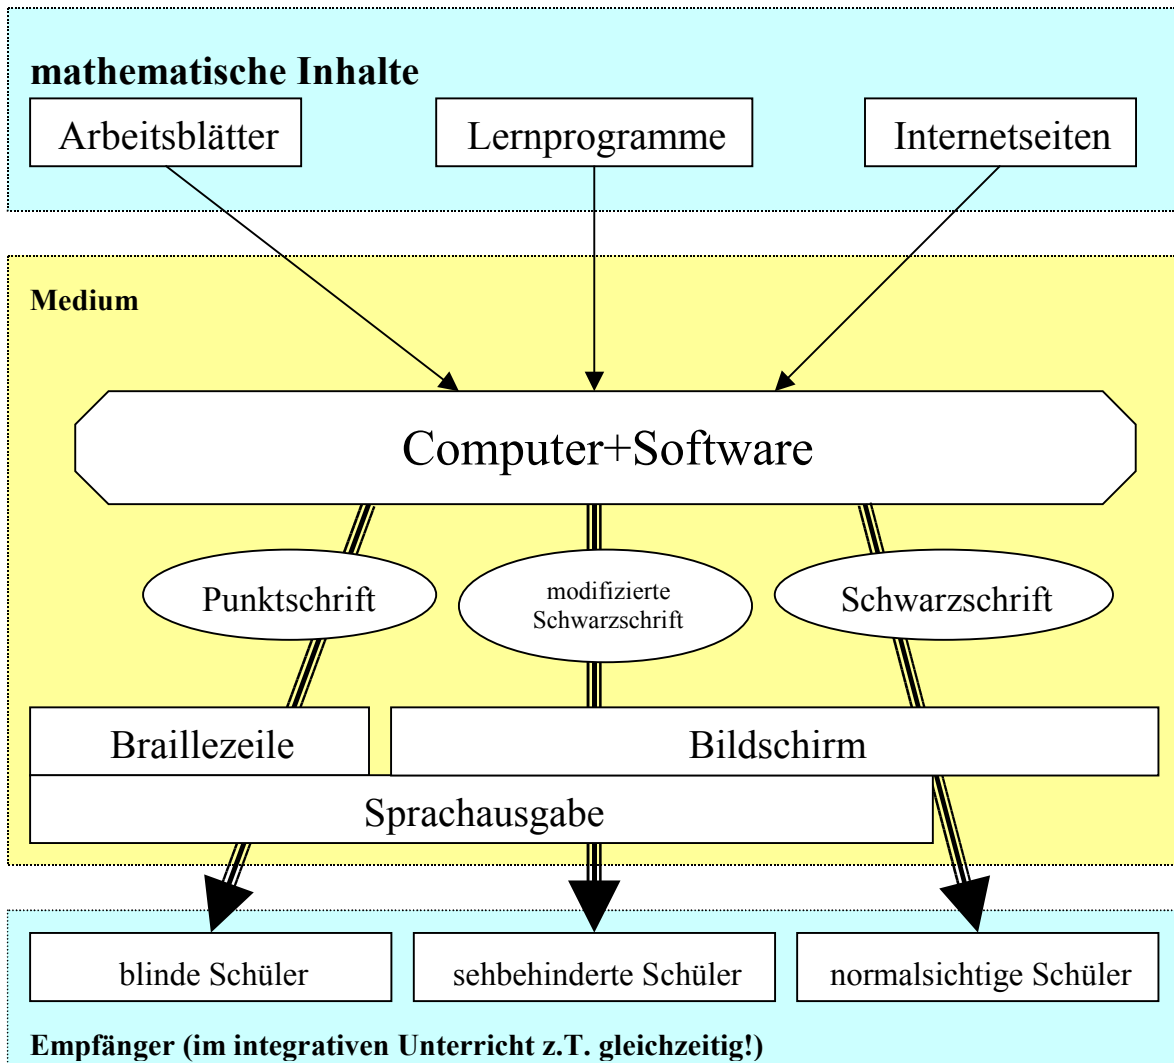 mathematische Inhalte
Arbeitsblätter
Lernprogramme
Internetseiten
Medium
Computer+Software
Punktschrift
modifizierte
Schwarzschrift
Schwarzschrift
Braillezeile
Bildschirm
Sprachausgabe
blinde Schüler
sehbehinderte Schüler
normalsichtige Schüler
Empfänger (im integrativen Unterricht z.T. gleichzeitig!)